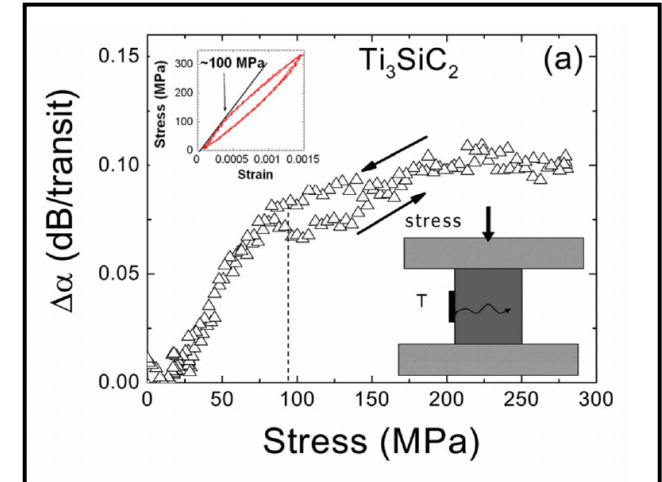 Ti3SiC2
(a)
~100 MPa
Stress (MPa)
300
200
100
0
0
0.00005
0.001
0.0015
Strain
Δα (dB/transit)
0.15
0.10
0.05
0.00
stress
T
0
50
100
150
200
250
300
Stress (MPa)